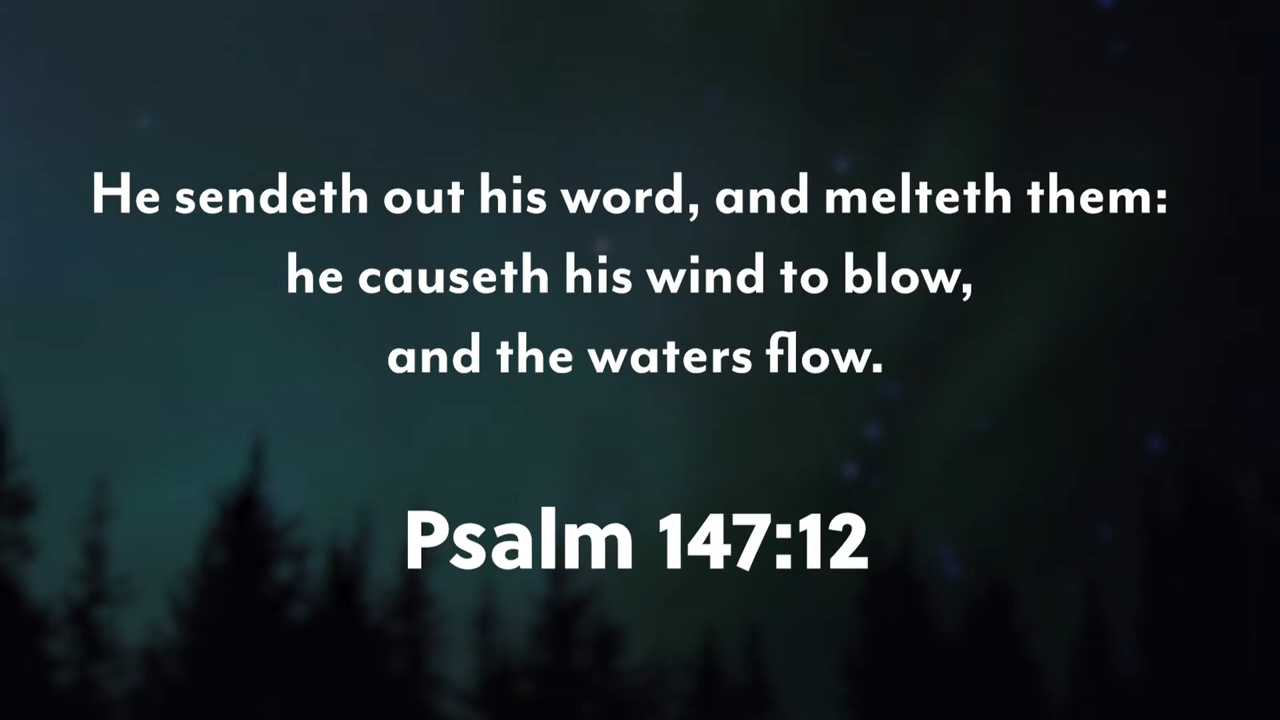 He sendeth out his word, and melteth them:
he causeth his wind to blow,
and the waters flow.
Psalm 147:12